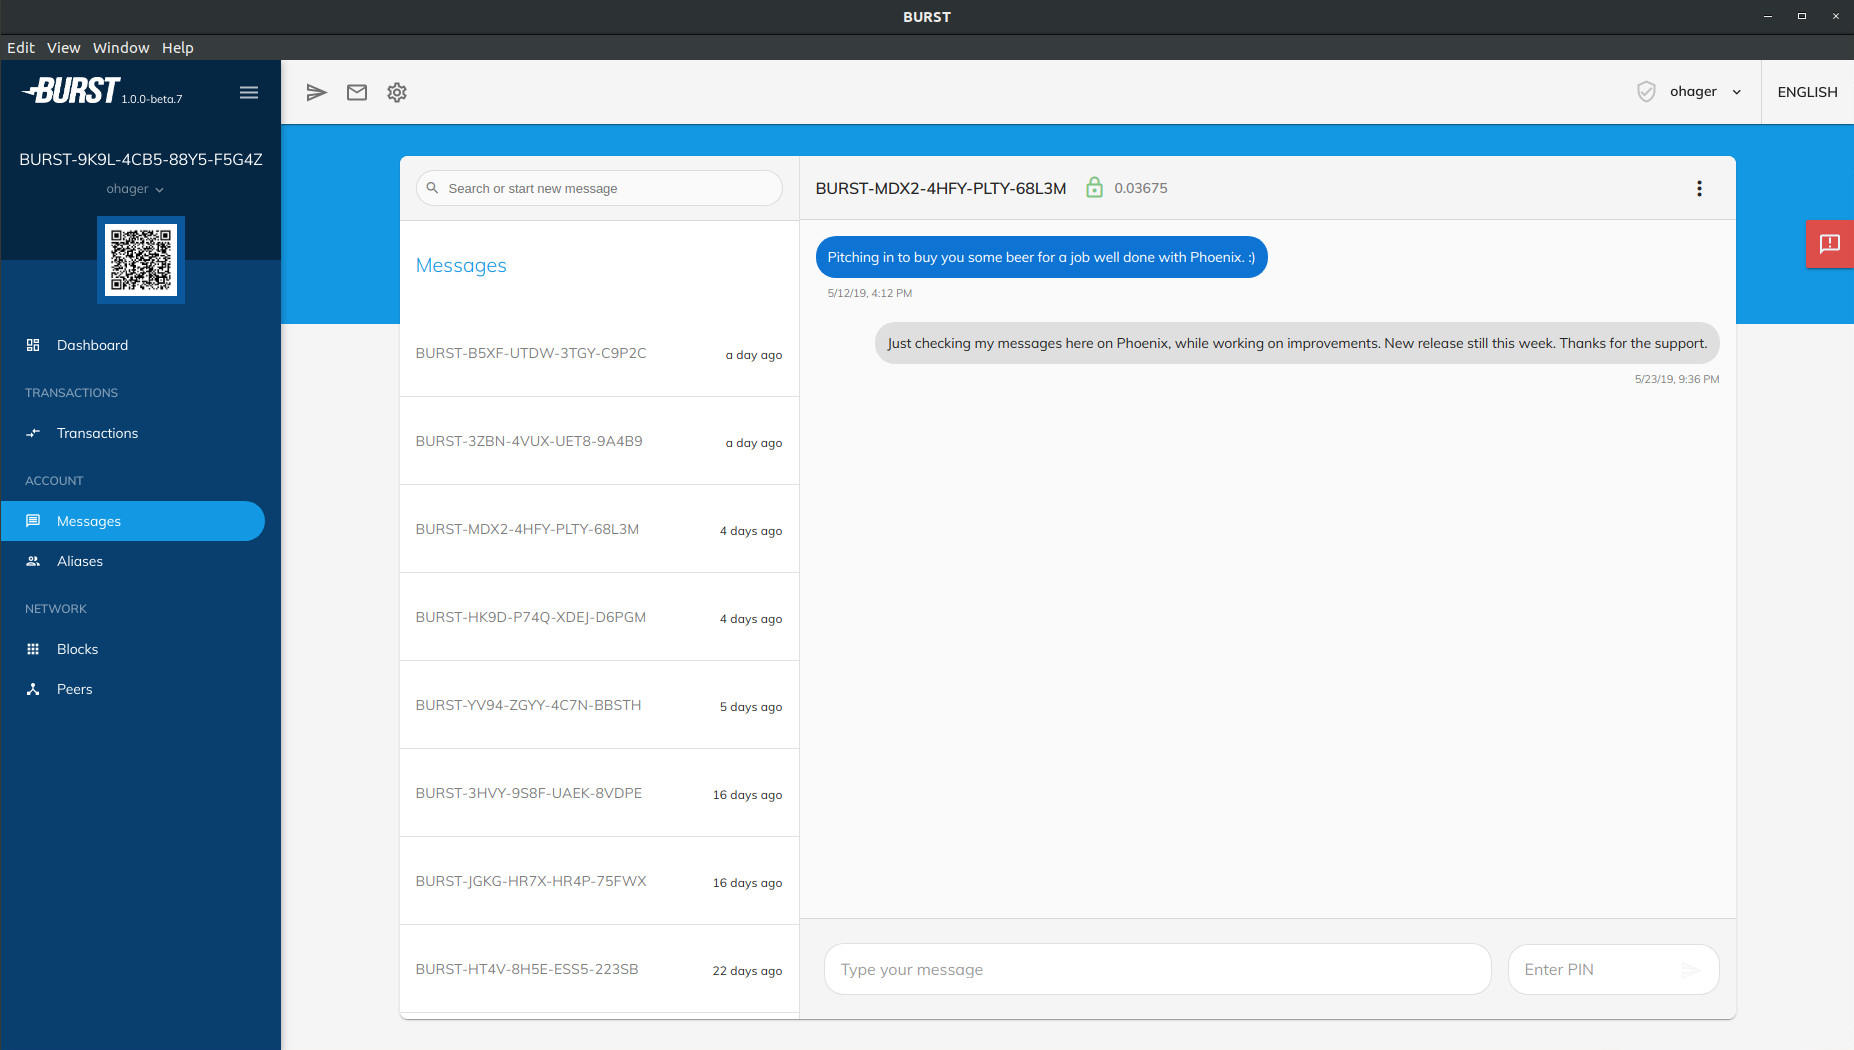 BURST
Edit View Window Help
BURST 1.0.0-beta.7
ohager
ENGLISH
BURST-9K9L-4CB5-88Y5-F5G4Z
ohager
Dashboard
TRANSACTIONS
Transactions
ACCOUNT
Messages
Aliases
NETWORK
Blocks
Peers
Search or start new message
Messages
BURST-B5XF-UTDW-3TGY-C9P2C a day ago
BURST-3ZBN-4VUX-UET8-9A4B9 a day ago
BURST-MDX2-4HFY-PLTY-68L3M 4 days ago
BURST-HK9D-P74Q-XDEJ-D6PGM 4 days ago
BURST-YV94-ZGYY-4C7N-BBSTH 5 days ago
BURST-3HVY-9S8F-UAEK-8VDPE 16 days ago
BURST-JGKG-HR7X-HR4P-75FWX 16 days ago
BURST-HT4V-8H5E-ESS5-223SB 22 days ago
BURST-MDX2-4HFY-PLTY-68L3M 0.03675
Pitching in to buy you some beer for a job well done with Phoenix. :)
5/12/19, 4:12 PM
Just checking my messages here on Phoenix, while working on improvements. New release still this week. Thanks for the support.
5/23/19, 9:36 PM
Type your message
Enter PIN